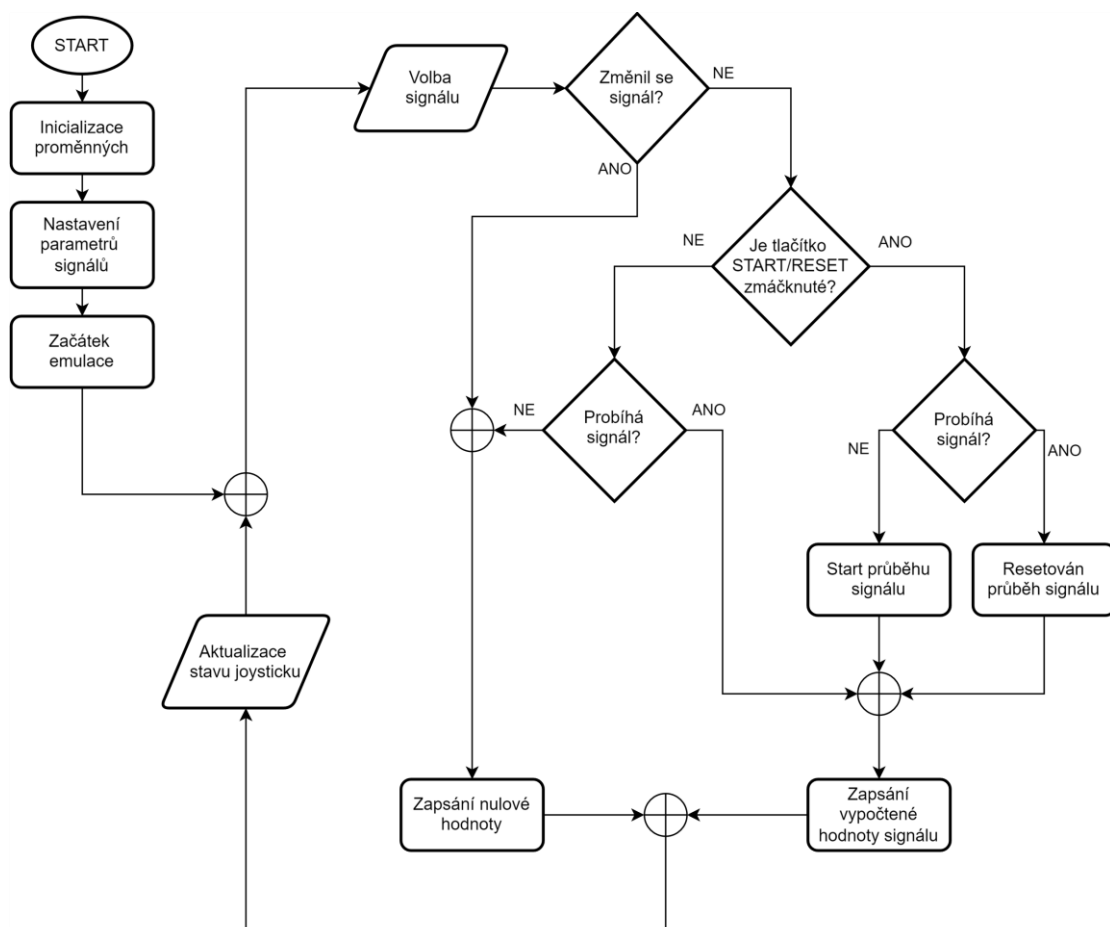 START
Inicializace
proměnných
Nastavení
parametrů
signálů
Začátek
emulace
Aktualizace
stavu joysticku
Volba
signálu
Změnil se
signál?
NE
ANO
Je tlačítko
START/RESET
zmáčknuté?
NE
ANO
Probíhá
signál?
NE
ANO
Probíhá
signál?
NE
ANO
Start průběhu
signálu
Resetován
průběh signálu
Zapsání nulové
hodnoty
Zapsání
vypočtené
hodnoty signálu